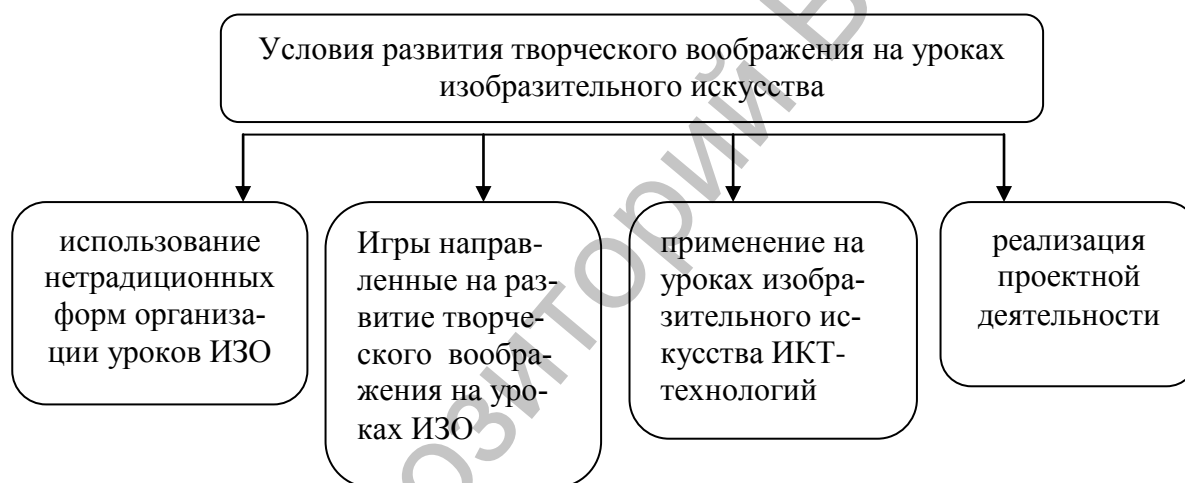 Условия развития творческого воображения на уроках
изобразительного искусства
использование
нетрадиционных
форм организа-
ции уроков ИЗО
Игры направ-
ленные на раз-
витие творче-
ского вообра-
жения на уро-
ках ИЗО
применение на
уроках изобра-
зительного ис-
кусства ИКТ-
технологий
реализация
проектной
деятельности